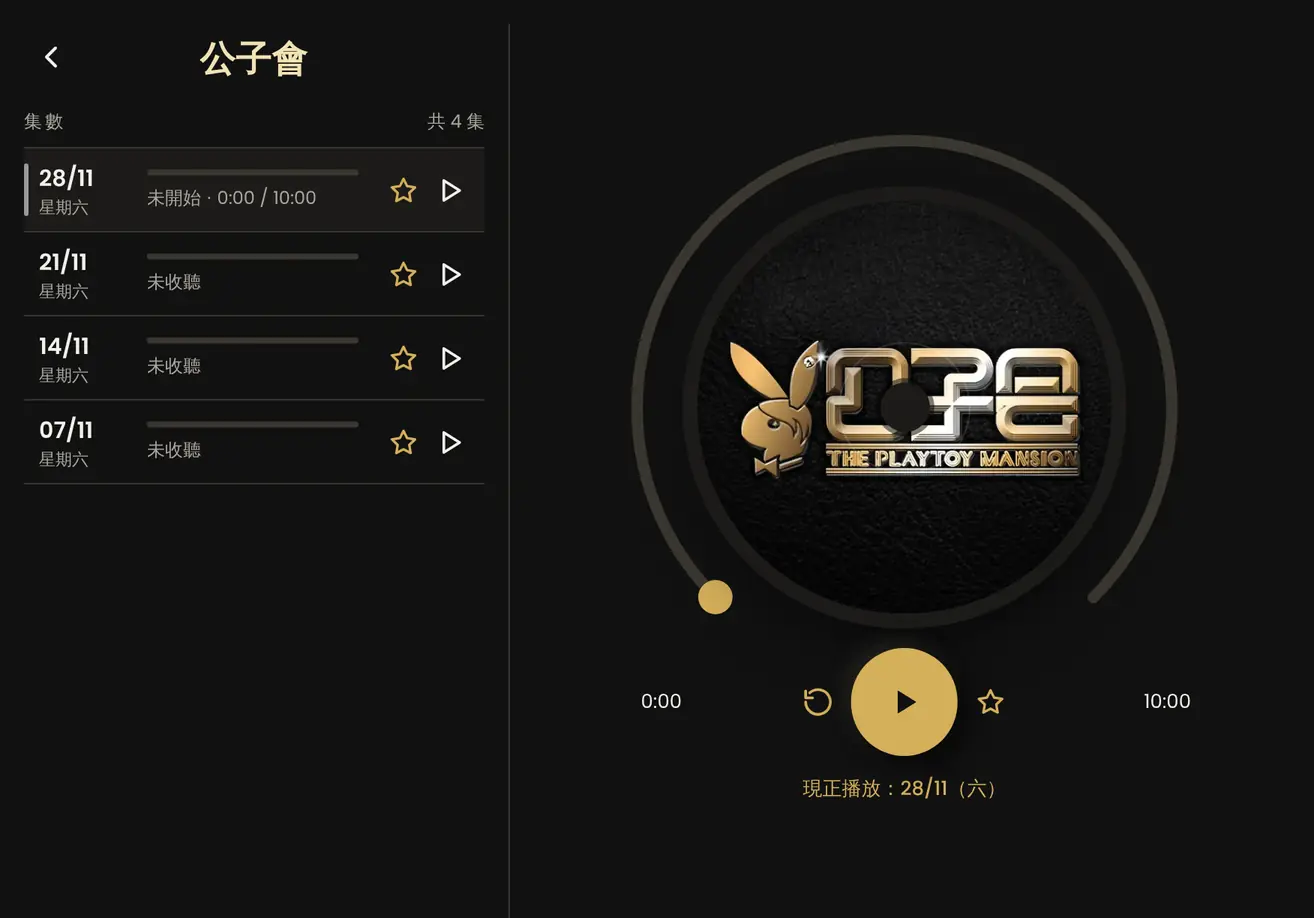 公子會
集數
共 4 集
28/11
星期六
未開始 · 0:00 / 10:00
21/11
星期六
未收聽
14/11
星期六
未收聽
07/11
星期六
未收聽
THE PLAYTOY MANSION
0:00
10:00
現正播放：28/11（六）